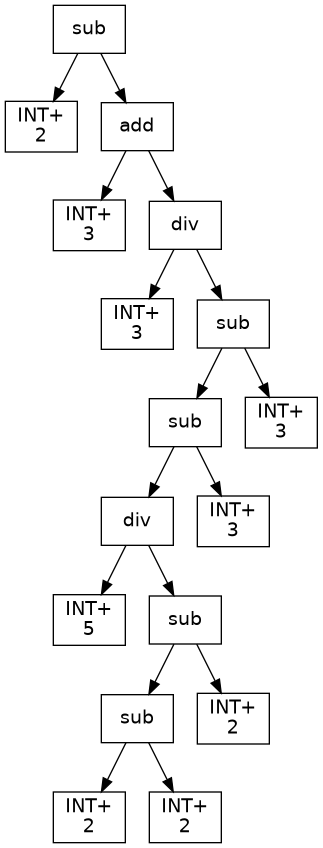 sub
INT+
2
add
INT+
3
div
INT+
3
sub
sub
INT+
3
div
INT+
3
INT+
5
sub
sub
INT+
2
INT+
2
INT+
2